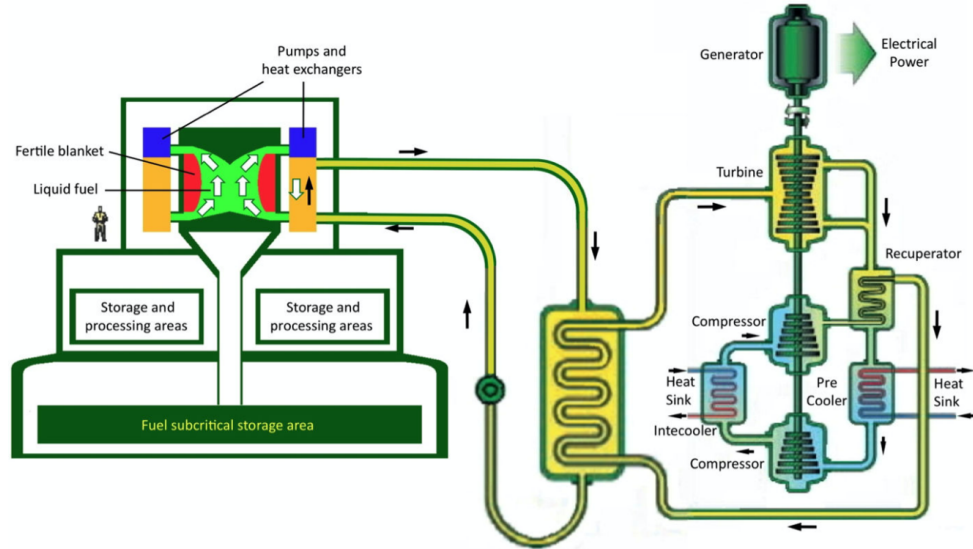 Pumps and
heat exchangers
Fertile blanket
Liquid fuel
Storage and
processing areas
Storage and
processing areas
Fuel subcritical storage area
Generator
Electrical
Power
Turbine
Recuperator
Compressor
Heat
Sink
Pre
Cooler
Heat
Sink
Intecooler
Compressor